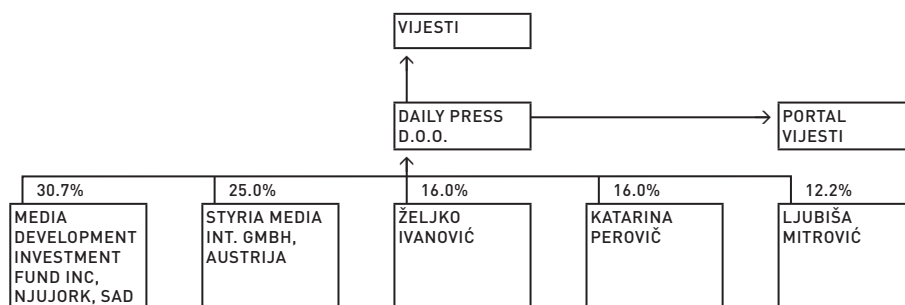 VIJESTI
DAILY PRESS
D.O.O.
PORTAL
VIJESTI
30.7%
25.0%
16.0%
16.0%
12.2%
MEDIA
DEVELOPMENT
INVESTMENT
FUND INC,
NJUJORK, SAD
STYRIA MEDIA
INT. GMBH,
AUSTRIJA
ŽELJKO
IVANOVIĆ
KATARINA
PEROVIČ
LJUBIŠA
MITROVIĆ